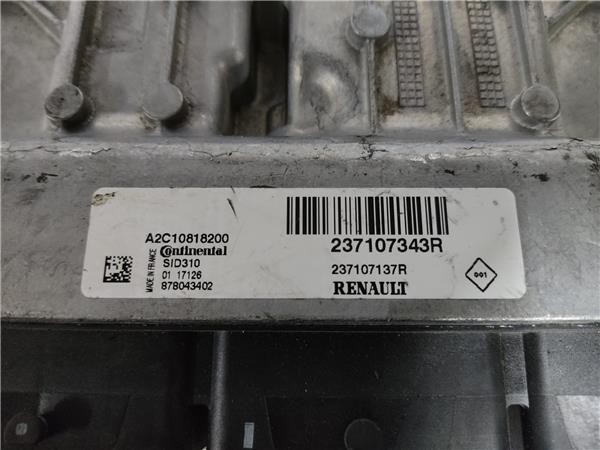 A2C10818200
Continental
SID310
01 17126
878043402
MADE IN FRANCE
237107343R
237107137R
RENAULT
001